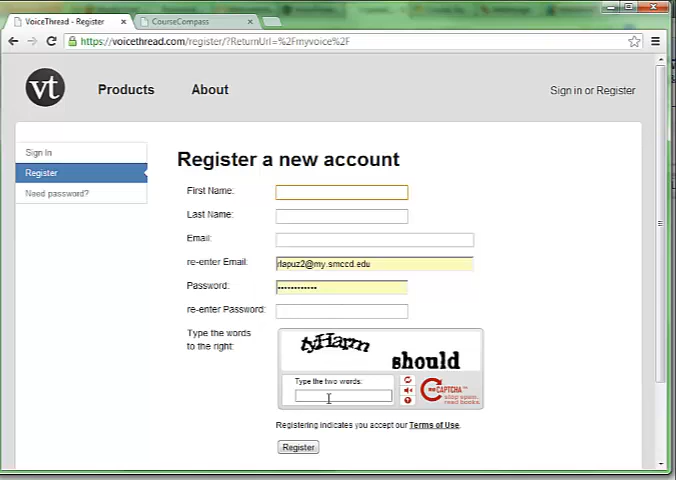 VoiceThread - Register
CourseCompass
https://voicethread.com/register/?ReturnUrl=%2Fmyvoice%2F
vt
Products
About
Sign in or Register
Sign In
Register
Need password?
Register a new account
First Name:
Last Name:
Email:
re-enter Email:
rlapuz2@my.smccd.edu
Password:
re-enter Password:
Type the words
to the right:
should
Type the two words:
reCAPTCHA™
stop spam.
read books.
Registering indicates you accept our Terms of Use.
Register